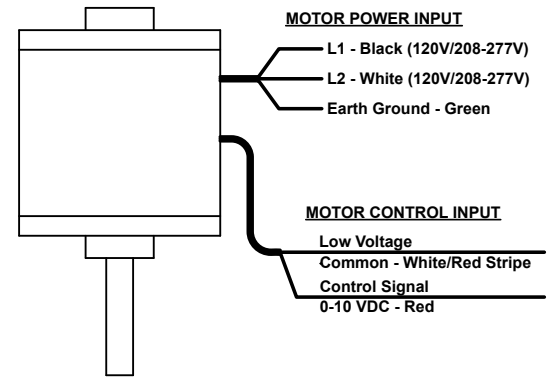 MOTOR POWER INPUT
L1 - Black (120V/208-277V)
L2 - White (120V/208-277V)
Earth Ground - Green
MOTOR CONTROL INPUT
Low Voltage
Common - White/Red Stripe
Control Signal
0-10 VDC - Red